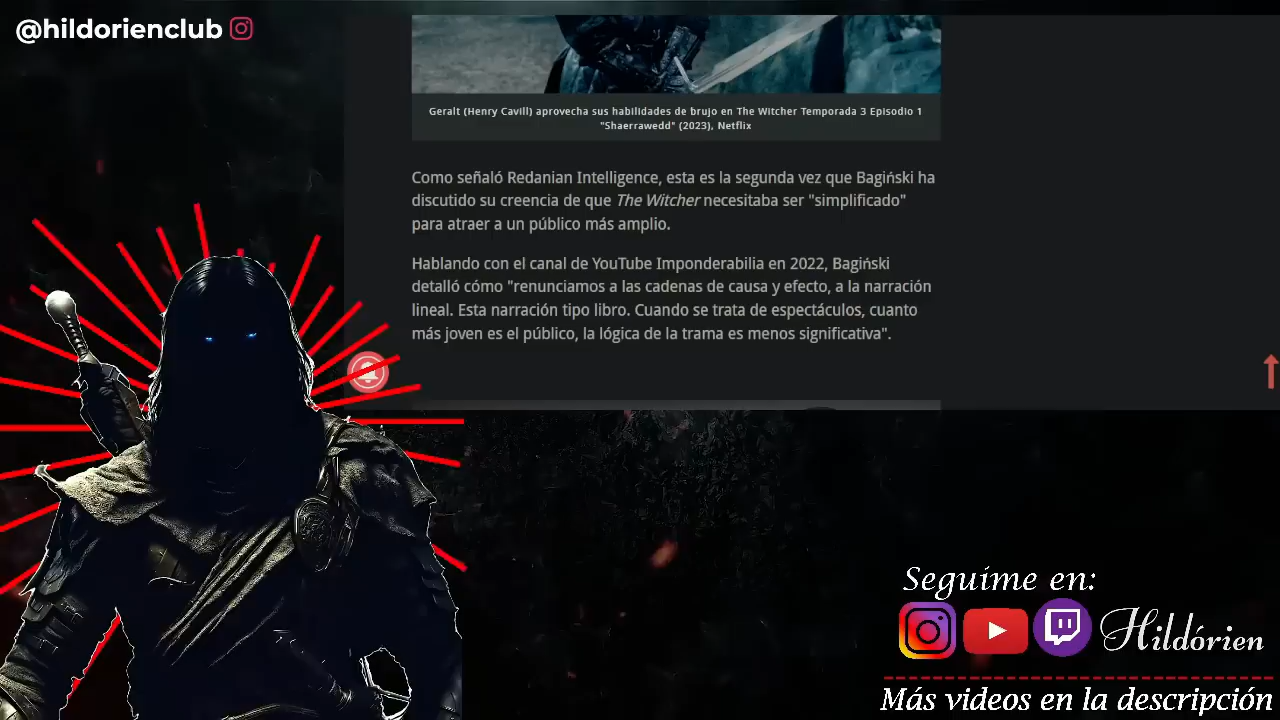 @hildorienclub
Geralt (Henry Cavill) aprovecha sus habilidades de brujo en The Witcher Temporada 3 Episodio 1
"Shaerrawedd" (2023), Netflix
Como señaló Redanian Intelligence, esta es la segunda vez que Bagiński ha
discutido su creencia de que The Witcher necesitaba ser "simplificado"
para atraer a un público más amplio.
Hablando con el canal de YouTube Imponderabilia en 2022, Bagiński
detalló cómo "renunciamos a las cadenas de causa y efecto, a la narración
lineal. Esta narración tipo libro. Cuando se trata de espectáculos, cuanto
más joven es el público, la lógica de la trama es menos significativa".
Seguime en:
Hildórien
Más videos en la descripción